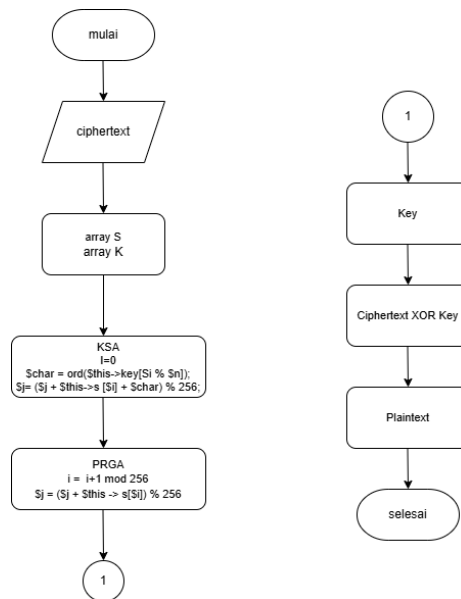 mulai
ciphertext
array S
array K
KSA
I=0
$char = ord($this->key[Si % $n]);
$j= ($j + $this->s [$i] + $char) % 256;
PRGA
i = i+1 mod 256
$j = ($j + $this -> s[$i]) % 256
1
1
Key
Ciphertext XOR Key
Plaintext
selesai